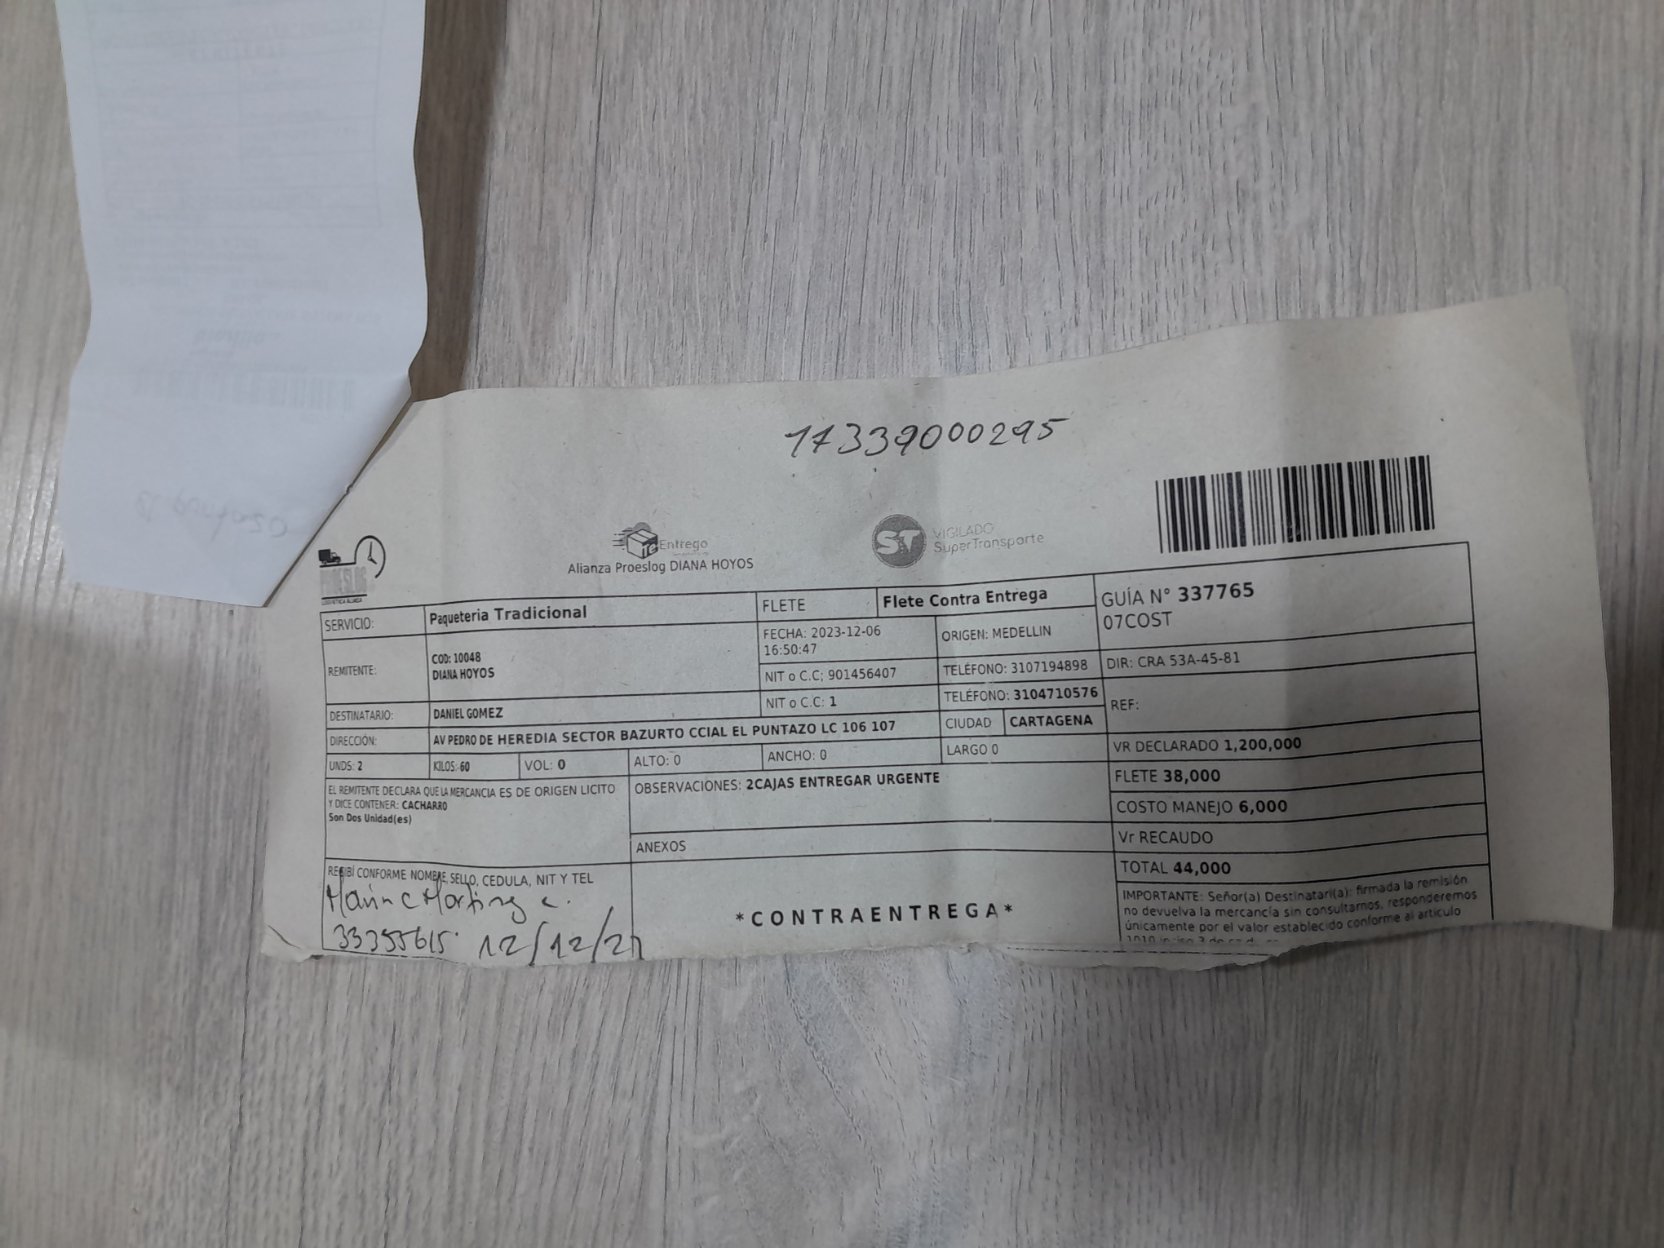 17339000295
Entrego
Alianza Proeslog DIANA HOYOS
ST VIGILADO
SuperTransporte
SERVICIO: Paqueteria Tradicional FLETE Flete Contra Entrega GUÍA N° 337765
07COST
REMITENTE: COD: 10048
DIANA HOYOS
FECHA: 2023-12-06
16:50:47
ORIGEN: MEDELLIN
NIT o C.C; 901456407 TELÉFONO: 3107194898 DIR: CRA 53A-45-81
DESTINATARIO: DANIEL GOMEZ NIT o C.C: 1 TELÉFONO: 3104710576 REF:
DIRECCIÓN: AV PEDRO DE HEREDIA SECTOR BAZURTO CCIAL EL PUNTAZO LC 106 107 CIUDAD CARTAGENA
UNDS: 2 KILOS: 60 VOL: 0 ALTO: 0 ANCHO: 0 LARGO 0 VR DECLARADO 1,200,000
EL REMITENTE DECLARA QUE LA MERCANCIA ES DE ORIGEN LICITO
Y DICE CONTENER: CACHARRO
Son Dos Unidad(es)
OBSERVACIONES: 2CAJAS ENTREGAR URGENTE
ANEXOS
FLETE 38,000
COSTO MANEJO 6,000
Vr RECAUDO
TOTAL 44,000
RECIBÍ CONFORME NOMBRE, SELLO, CEDULA, NIT Y TEL
33355615. 12/12/2
*CONTRAENTREGA*
IMPORTANTE: Señor(a) Destinatari(a): firmada la remisión
no devuelva la mercancía sin consultarnos, responderemos
únicamente por el valor establecido conforme al artículo